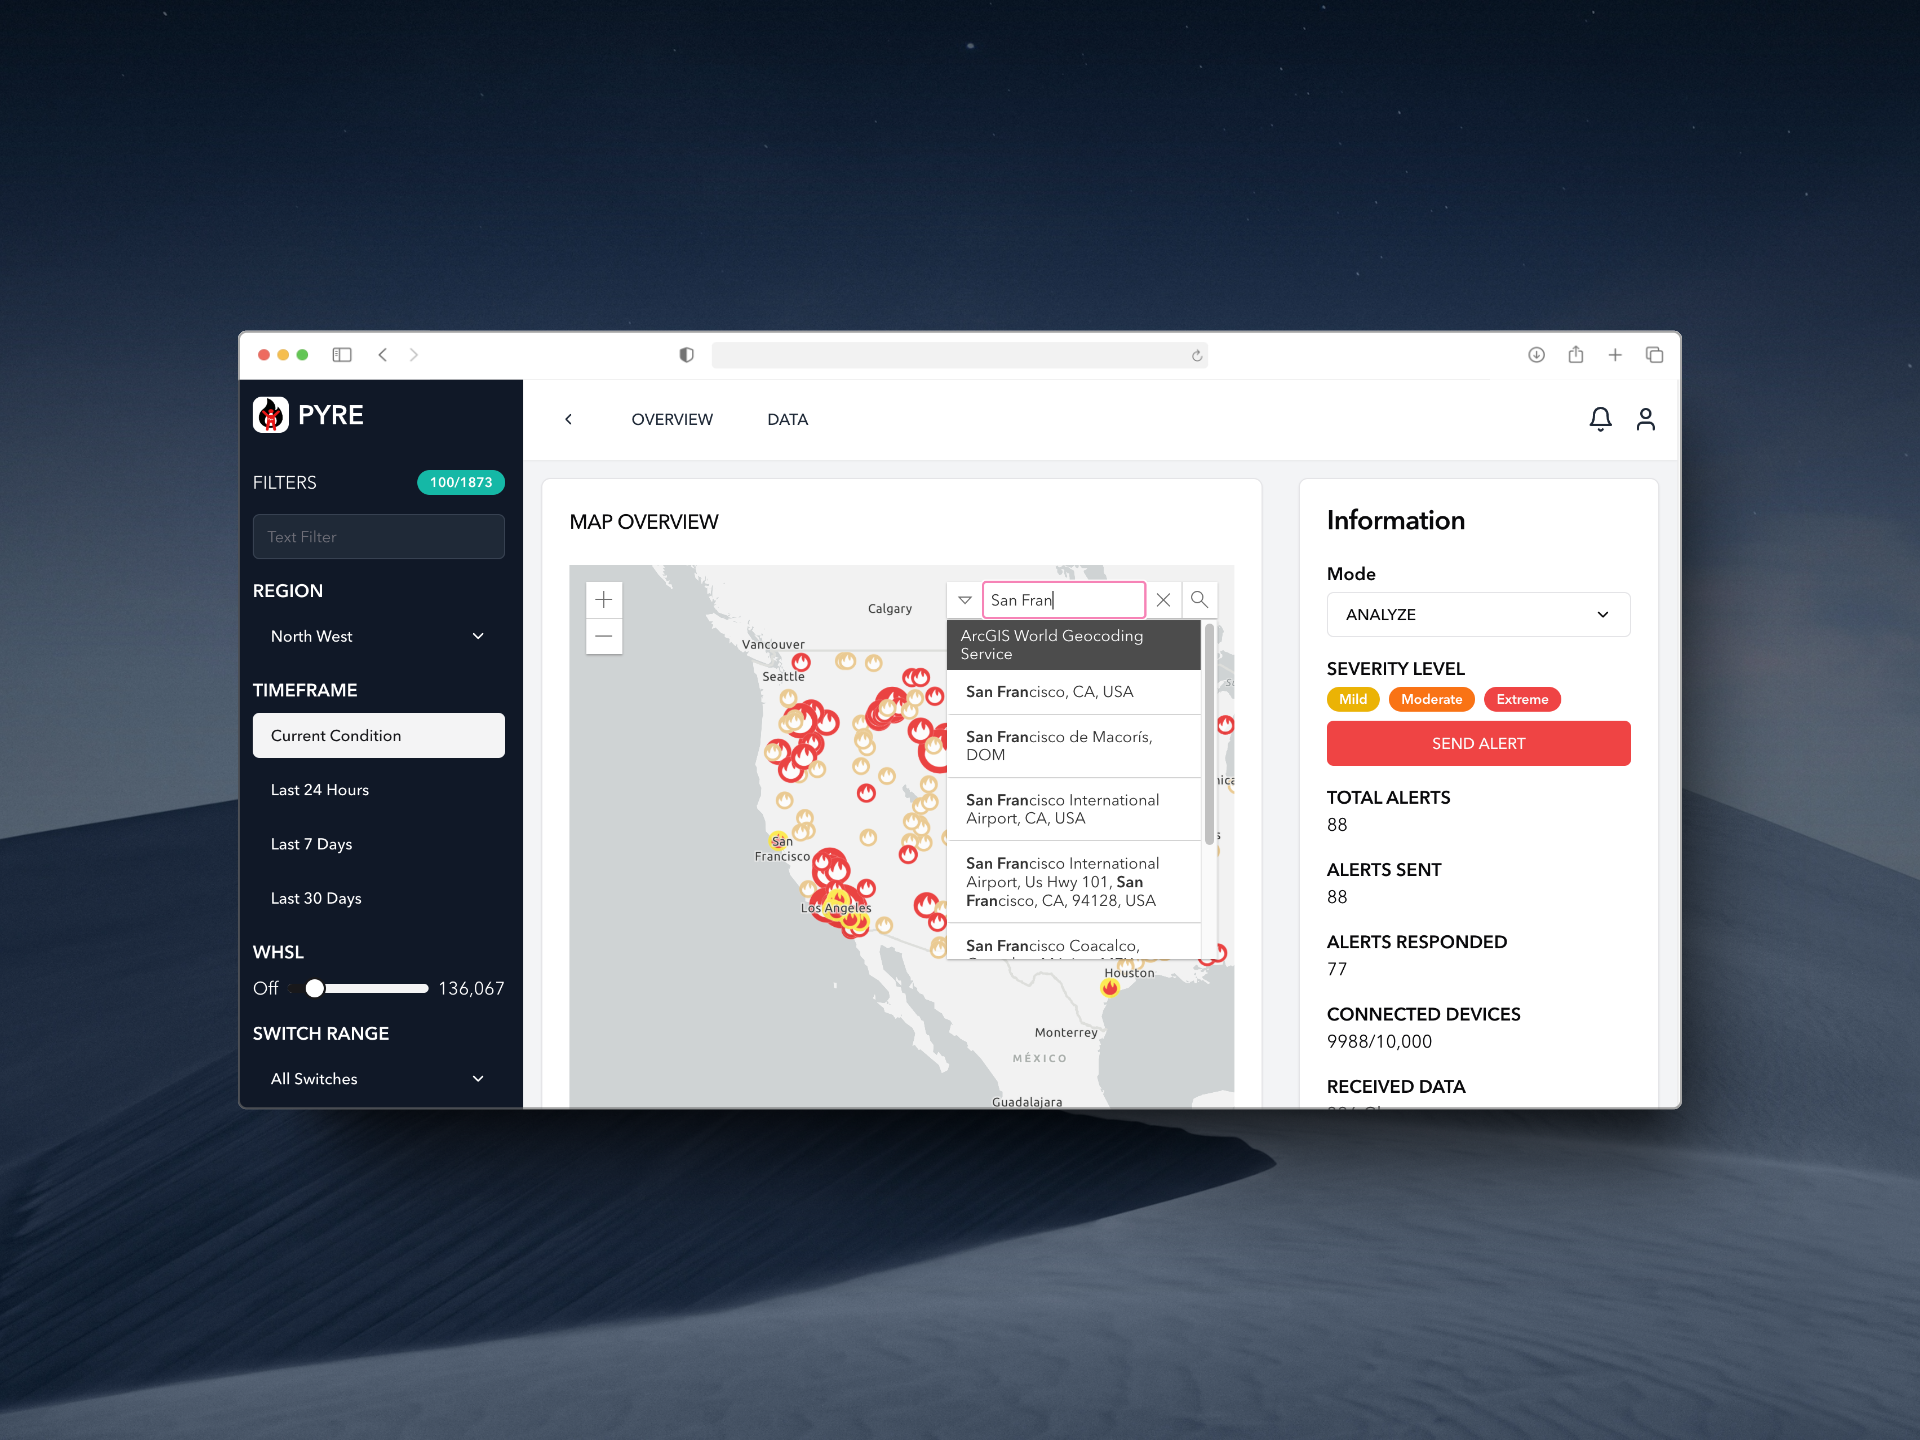 PYRE
FILTERS
100/1873
Text Filter
REGION
North West
TIMEFRAME
Current Condition
Last 24 Hours
Last 7 Days
Last 30 Days
WHSL
Off
136,067
SWITCH RANGE
All Switches
OVERVIEW
DATA
MAP OVERVIEW
Calgary
Vancouver
Seattle
San
Francisco
Los Angeles
Houston
Monterrey
MÉXICO
Guadalajara
San Fran
ArcGIS World Geocoding
Service
San Francisco, CA, USA
San Francisco de Macorís,
DOM
San Francisco International
Airport, CA, USA
San Francisco International
Airport, Us Hwy 101, San
Francisco, CA, 94128, USA
San Francisco Coacalco,
Information
Mode
ANALYZE
SEVERITY LEVEL
Mild
Moderate
Extreme
SEND ALERT
TOTAL ALERTS
88
ALERTS SENT
88
ALERTS RESPONDED
77
CONNECTED DEVICES
9988/10,000
RECEIVED DATA